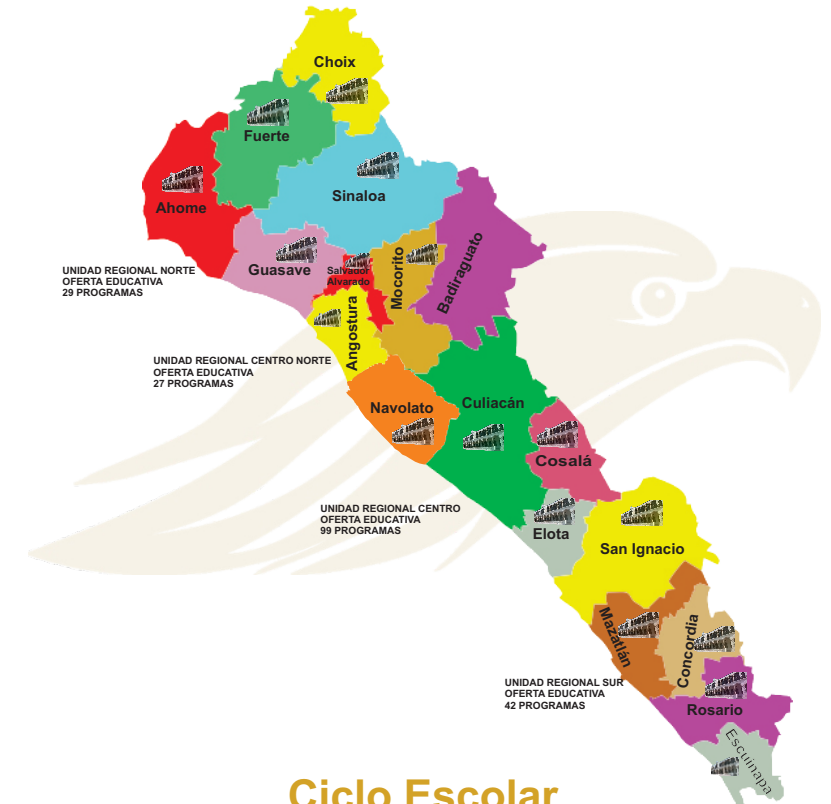 Choix
Fuerte
Sinaloa
Ahome
Badiraguato
Mocorito
Guasave
Salvador
Alvarado
UNIDAD REGIONAL NORTE
OFERTA EDUCATIVA
29 PROGRAMAS
Angostura
UNIDAD REGIONAL CENTRO NORTE
OFERTA EDUCATIVA
27 PROGRAMAS
Navolato
Culiacán
Cosalá
UNIDAD REGIONAL CENTRO
OFERTA EDUCATIVA
99 PROGRAMAS
Elota
San Ignacio
Mazatlán
Concordia
UNIDAD REGIONAL SUR
OFERTA EDUCATIVA
42 PROGRAMAS
Rosario
Escuinapa
Ciclo Escolar